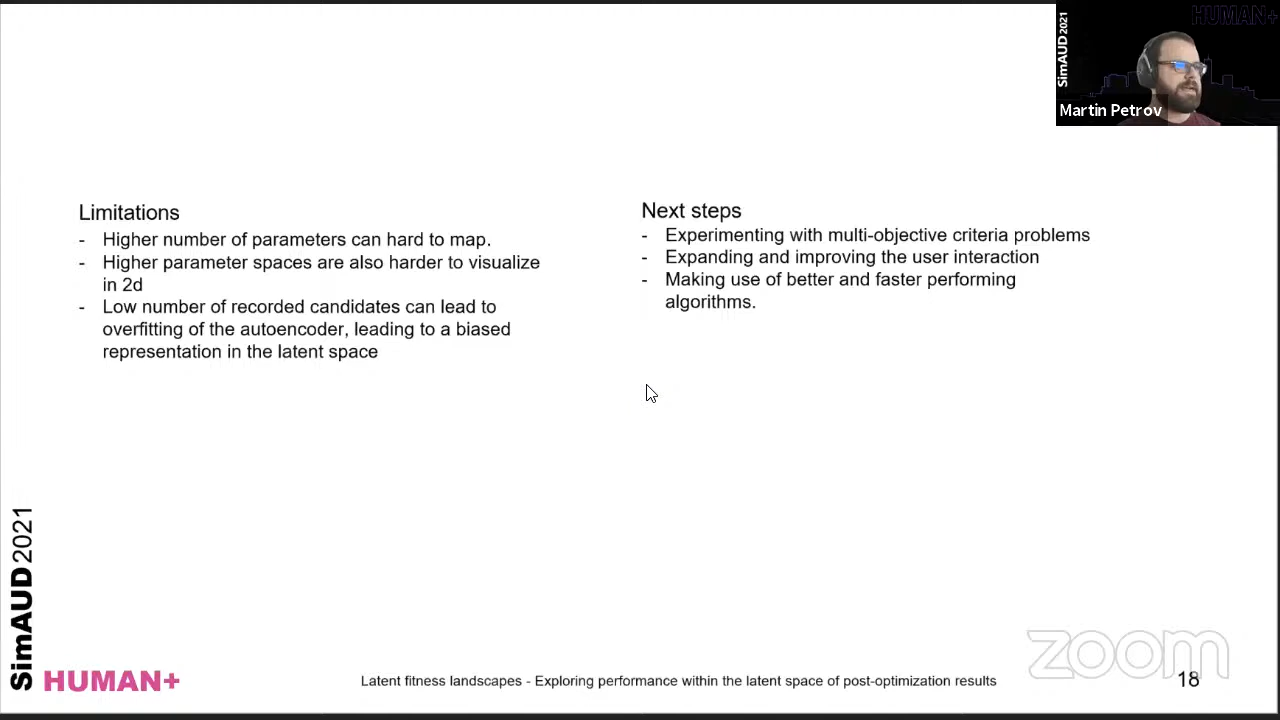 HUMAN+
SimAUD2021
Martin Petrov
Limitations
- Higher number of parameters can hard to map.
- Higher parameter spaces are also harder to visualize
in 2d
- Low number of recorded candidates can lead to
overfitting of the autoencoder, leading to a biased
representation in the latent space
Next steps
- Experimenting with multi-objective criteria problems
- Expanding and improving the user interaction
- Making use of better and faster performing
algorithms.
SimAUD2021
HUMAN+
Latent fitness landscapes - Exploring performance within the latent space of post-optimization results
zoom
18